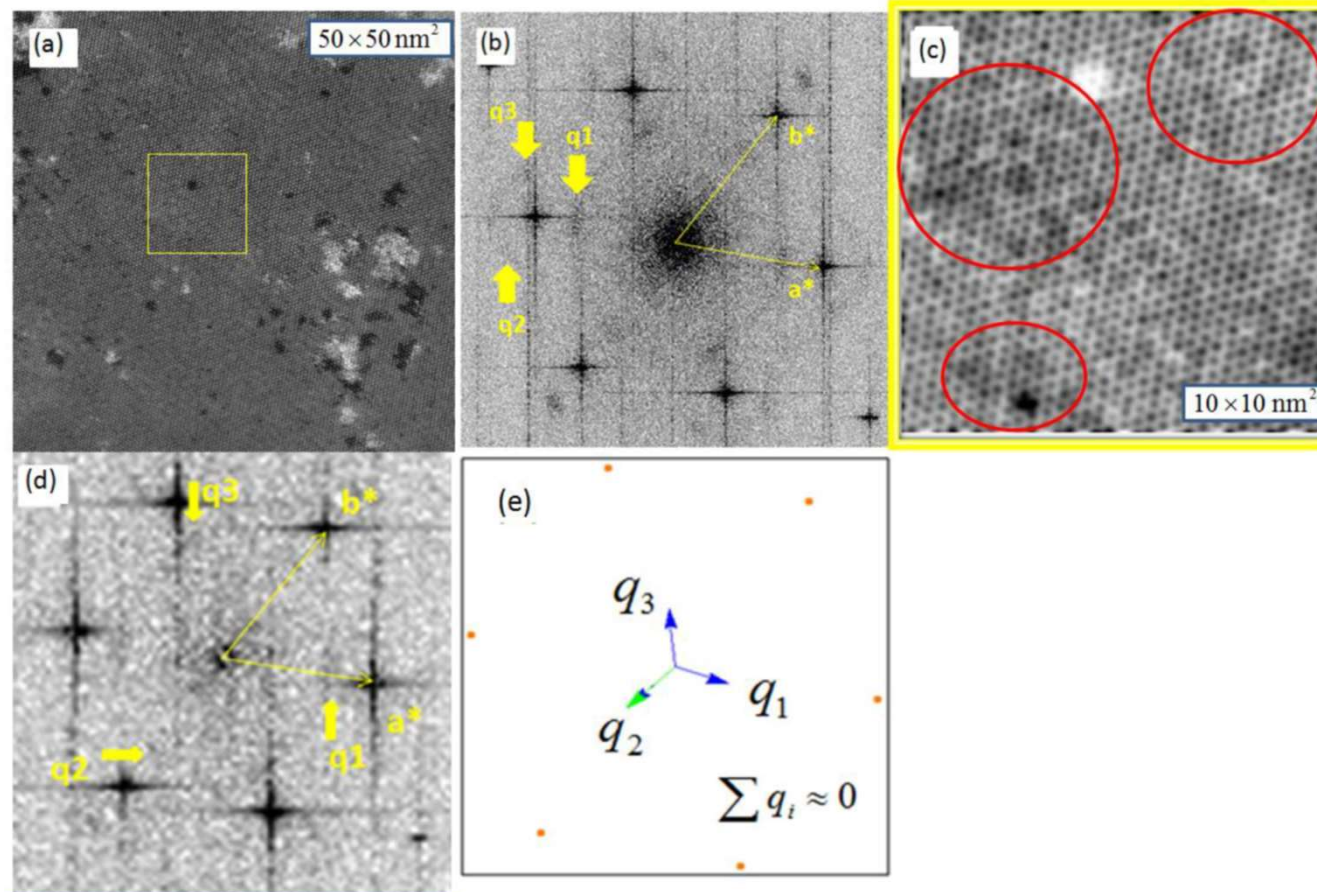 (a)
50 × 50 nm²
(b)
q3
q1
b*
a*
q2
(c)
10 × 10 nm²
(d)
q3
b*
a*
q2
q1
(e)
q₃
q₁
q₂
∑ qᵢ ≈ 0